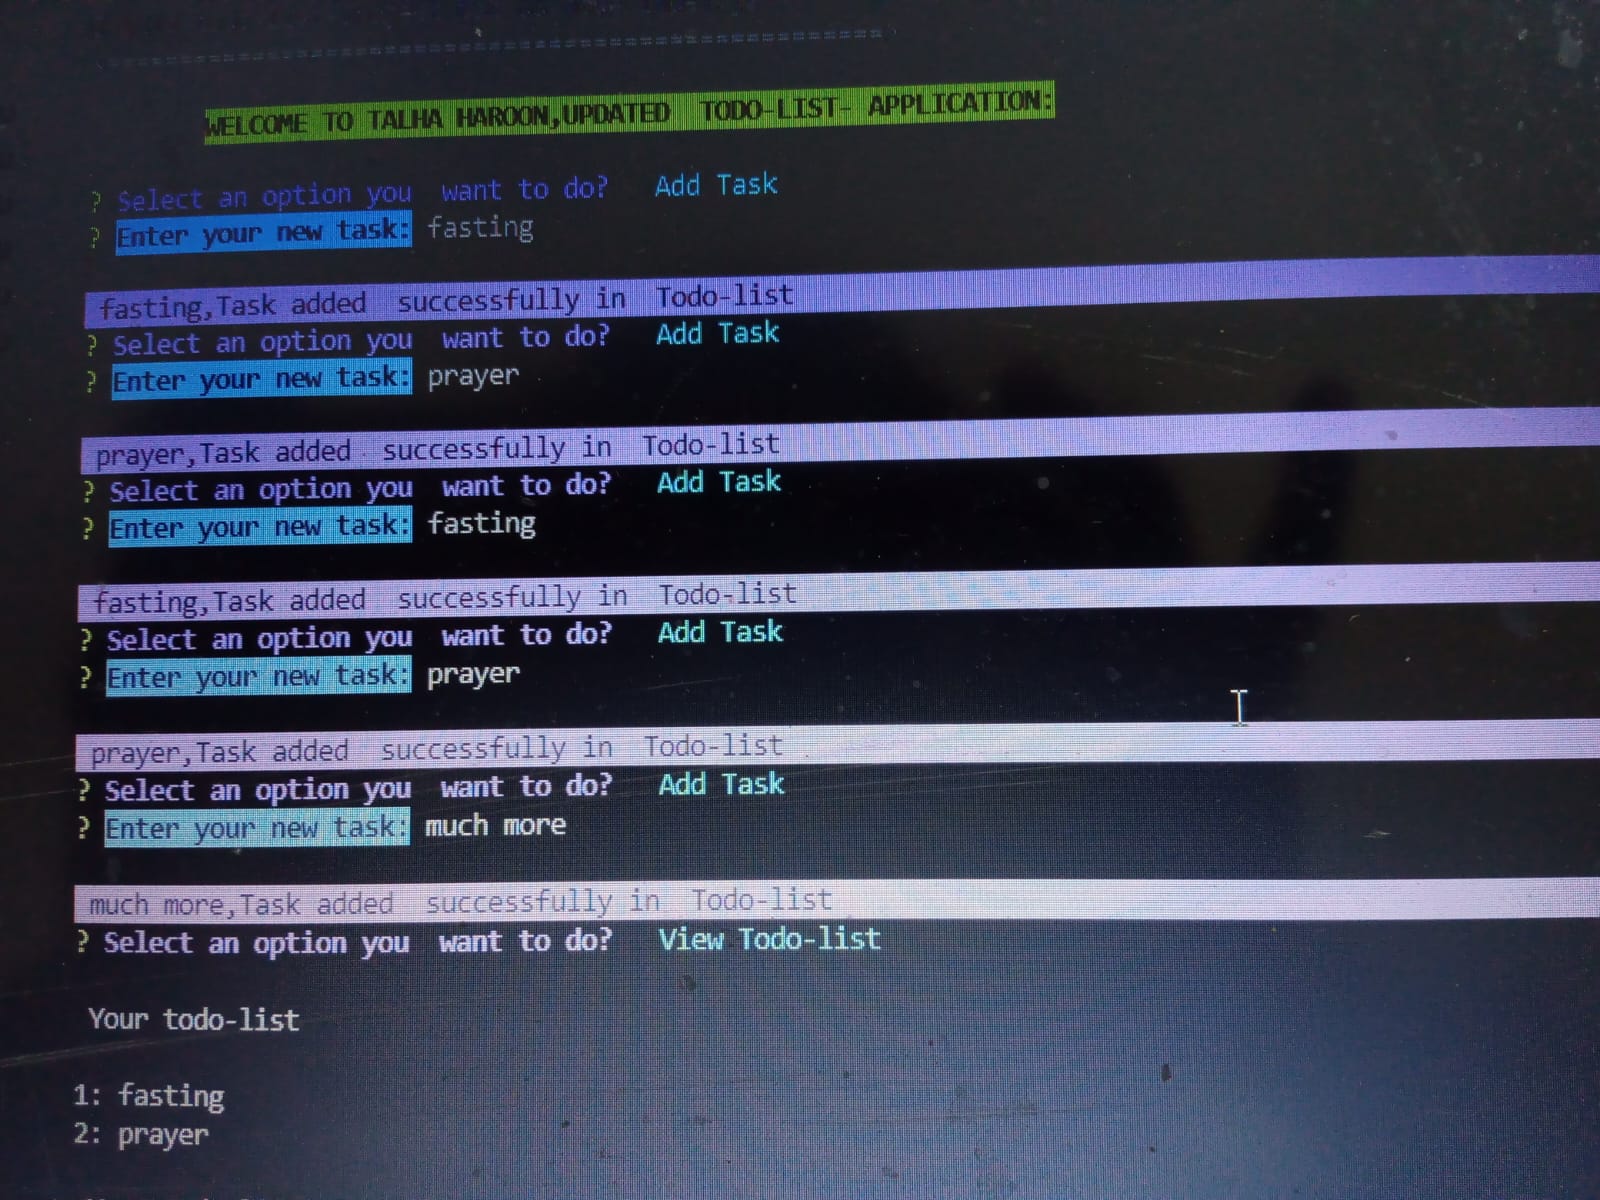 WELCOME TO TALHA HAROON,UPDATED  TODO-LIST- APPLICATION:
? Select an option you  want to do?   Add Task
? Enter your new task: fasting
fasting,Task added  successfully in  Todo-list
? Select an option you  want to do?   Add Task
? Enter your new task: prayer
prayer,Task added  successfully in  Todo-list
? Select an option you  want to do?   Add Task
? Enter your new task: fasting
fasting,Task added  successfully in  Todo-list
? Select an option you  want to do?   Add Task
? Enter your new task: prayer
prayer,Task added  successfully in  Todo-list
? Select an option you  want to do?   Add Task
? Enter your new task: much more
much more,Task added  successfully in  Todo-list
? Select an option you  want to do?   View Todo-list
Your todo-list
1: fasting
2: prayer